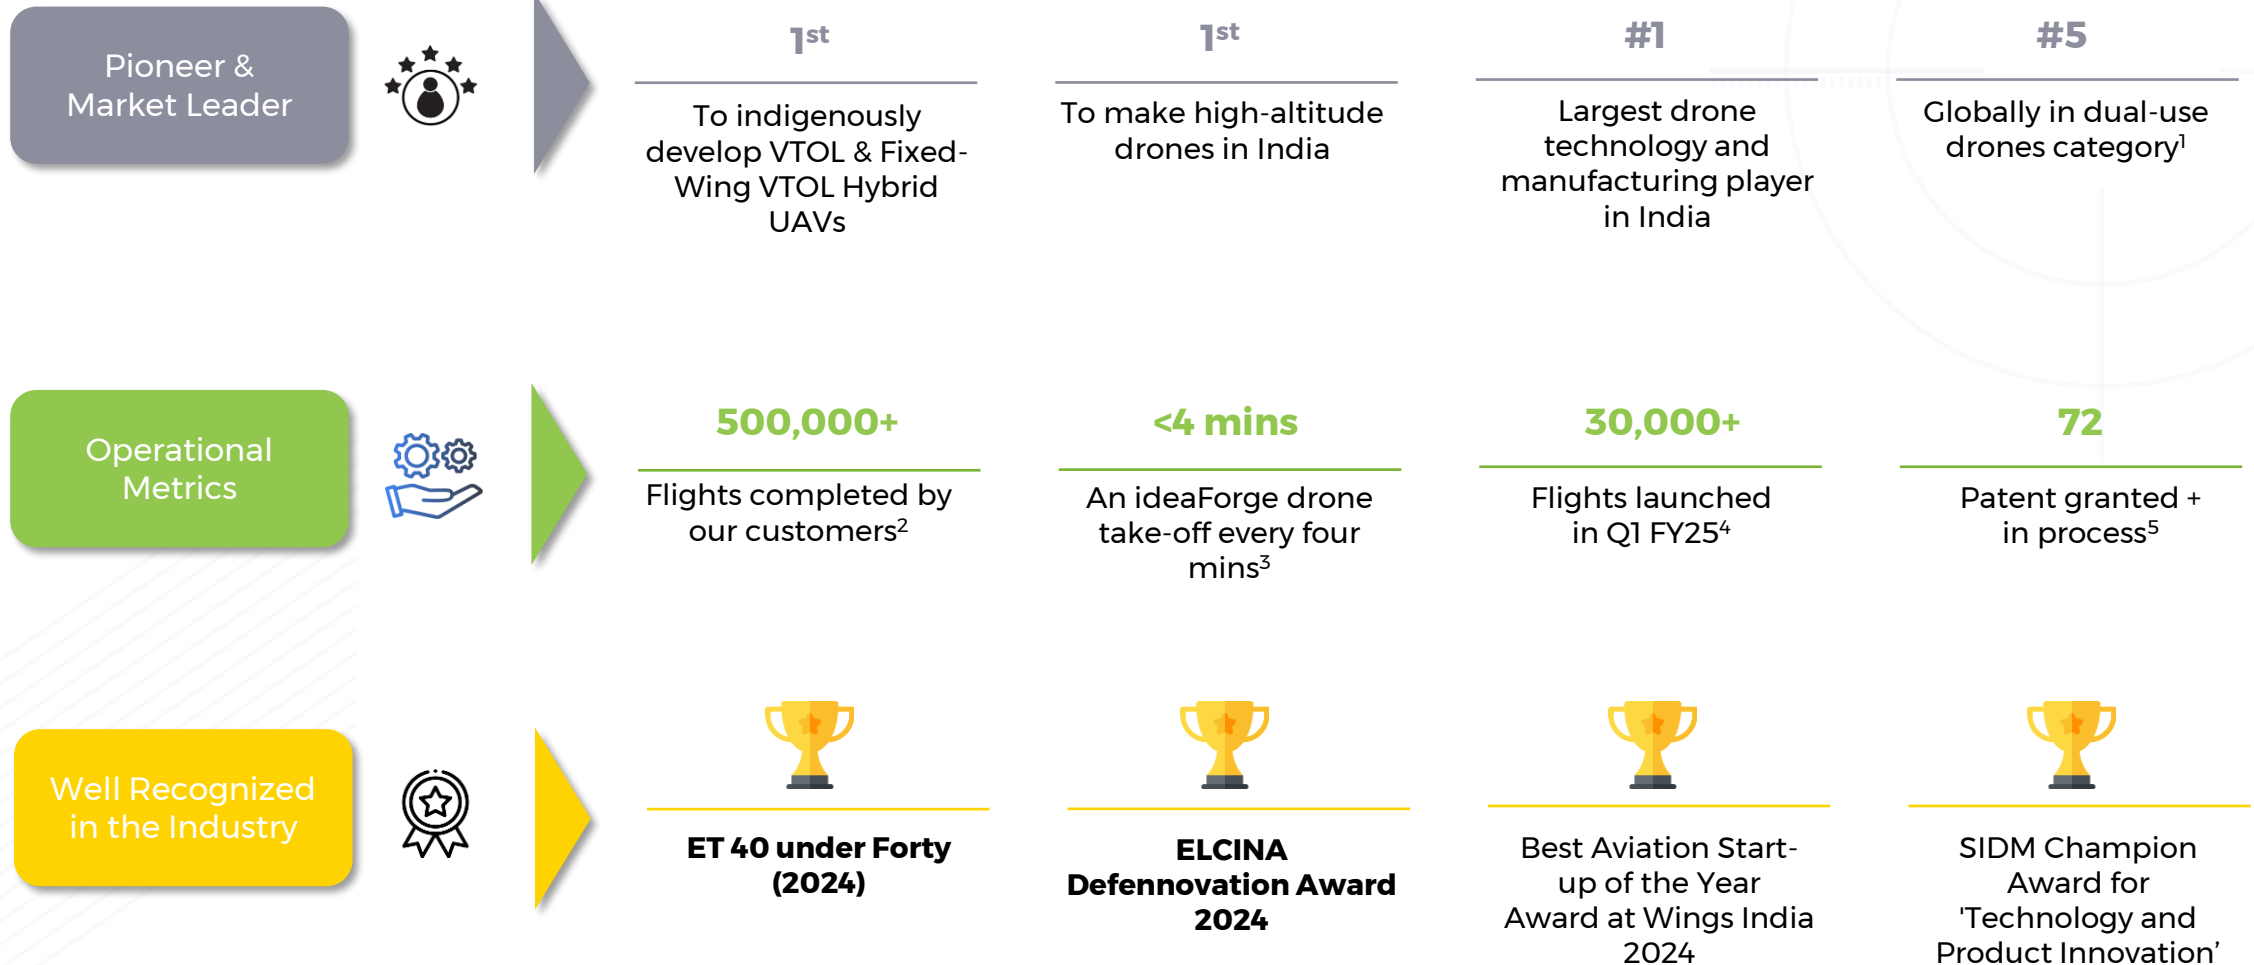 Pioneer &
Market Leader
1st
To indigenously
develop VTOL & Fixed-
Wing VTOL Hybrid
UAVs
1st
To make high-altitude
drones in India
#1
Largest drone
technology and
manufacturing player
in India
#5
Globally in dual-use
drones category1
Operational
Metrics
500,000+
Flights completed by
our customers2
<4 mins
An ideaForge drone
take-off every four
mins3
30,000+
Flights launched
in Q1 FY254
72
Patent granted +
in process5
Well Recognized
in the Industry
ET 40 under Forty
(2024)
ELCINA
Defennovation Award
2024
Best Aviation Start-
up of the Year
Award at Wings India
2024
SIDM Champion
Award for
'Technology and
Product Innovation’